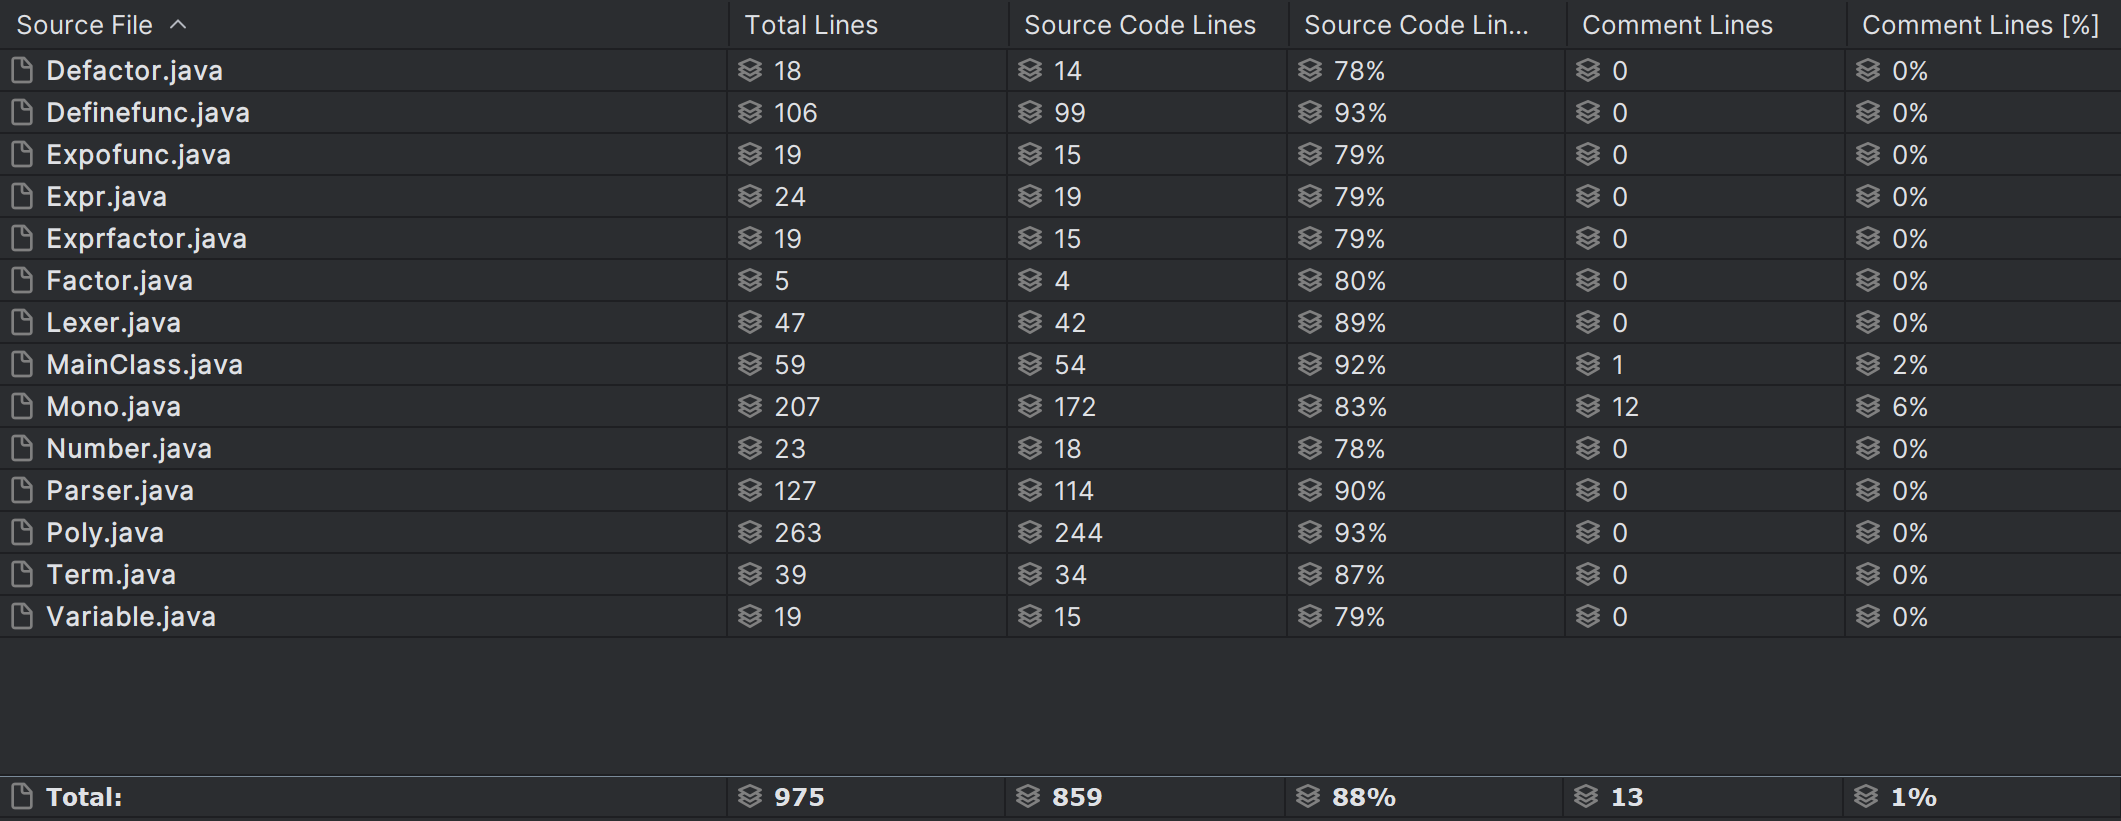 Source File Total Lines Source Code Lines Source Code Lin... Comment Lines Comment Lines [%]
Defactor.java 18 14 78% 0 0%
Definefunc.java 106 99 93% 0 0%
Expofunc.java 19 15 79% 0 0%
Expr.java 24 19 79% 0 0%
Exprfactor.java 19 15 79% 0 0%
Factor.java 5 4 80% 0 0%
Lexer.java 47 42 89% 0 0%
MainClass.java 59 54 92% 1 2%
Mono.java 207 172 83% 12 6%
Number.java 23 18 78% 0 0%
Parser.java 127 114 90% 0 0%
Poly.java 263 244 93% 0 0%
Term.java 39 34 87% 0 0%
Variable.java 19 15 79% 0 0%
Total: 975 859 88% 13 1%